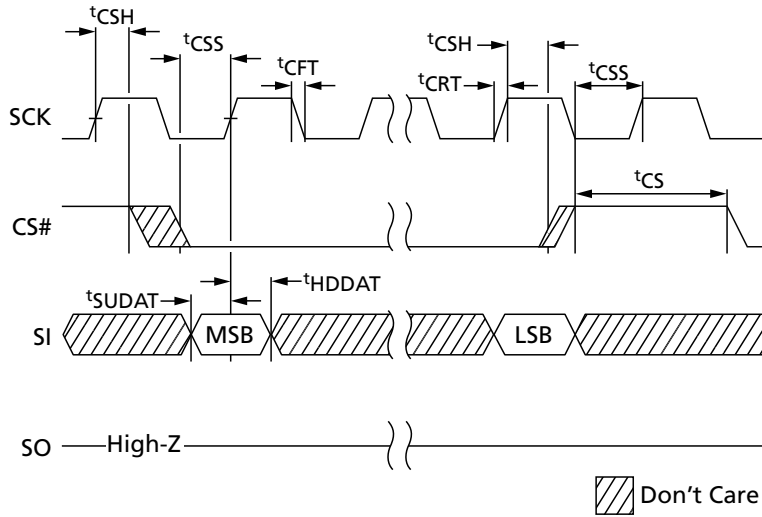 tCSH
tCSS
tCFT
tCSH
tCRT
tCSS
SCK
tCS
CS#
tSUDAT
tHDDAT
SI
MSB
LSB
SO
High-Z
Don't Care